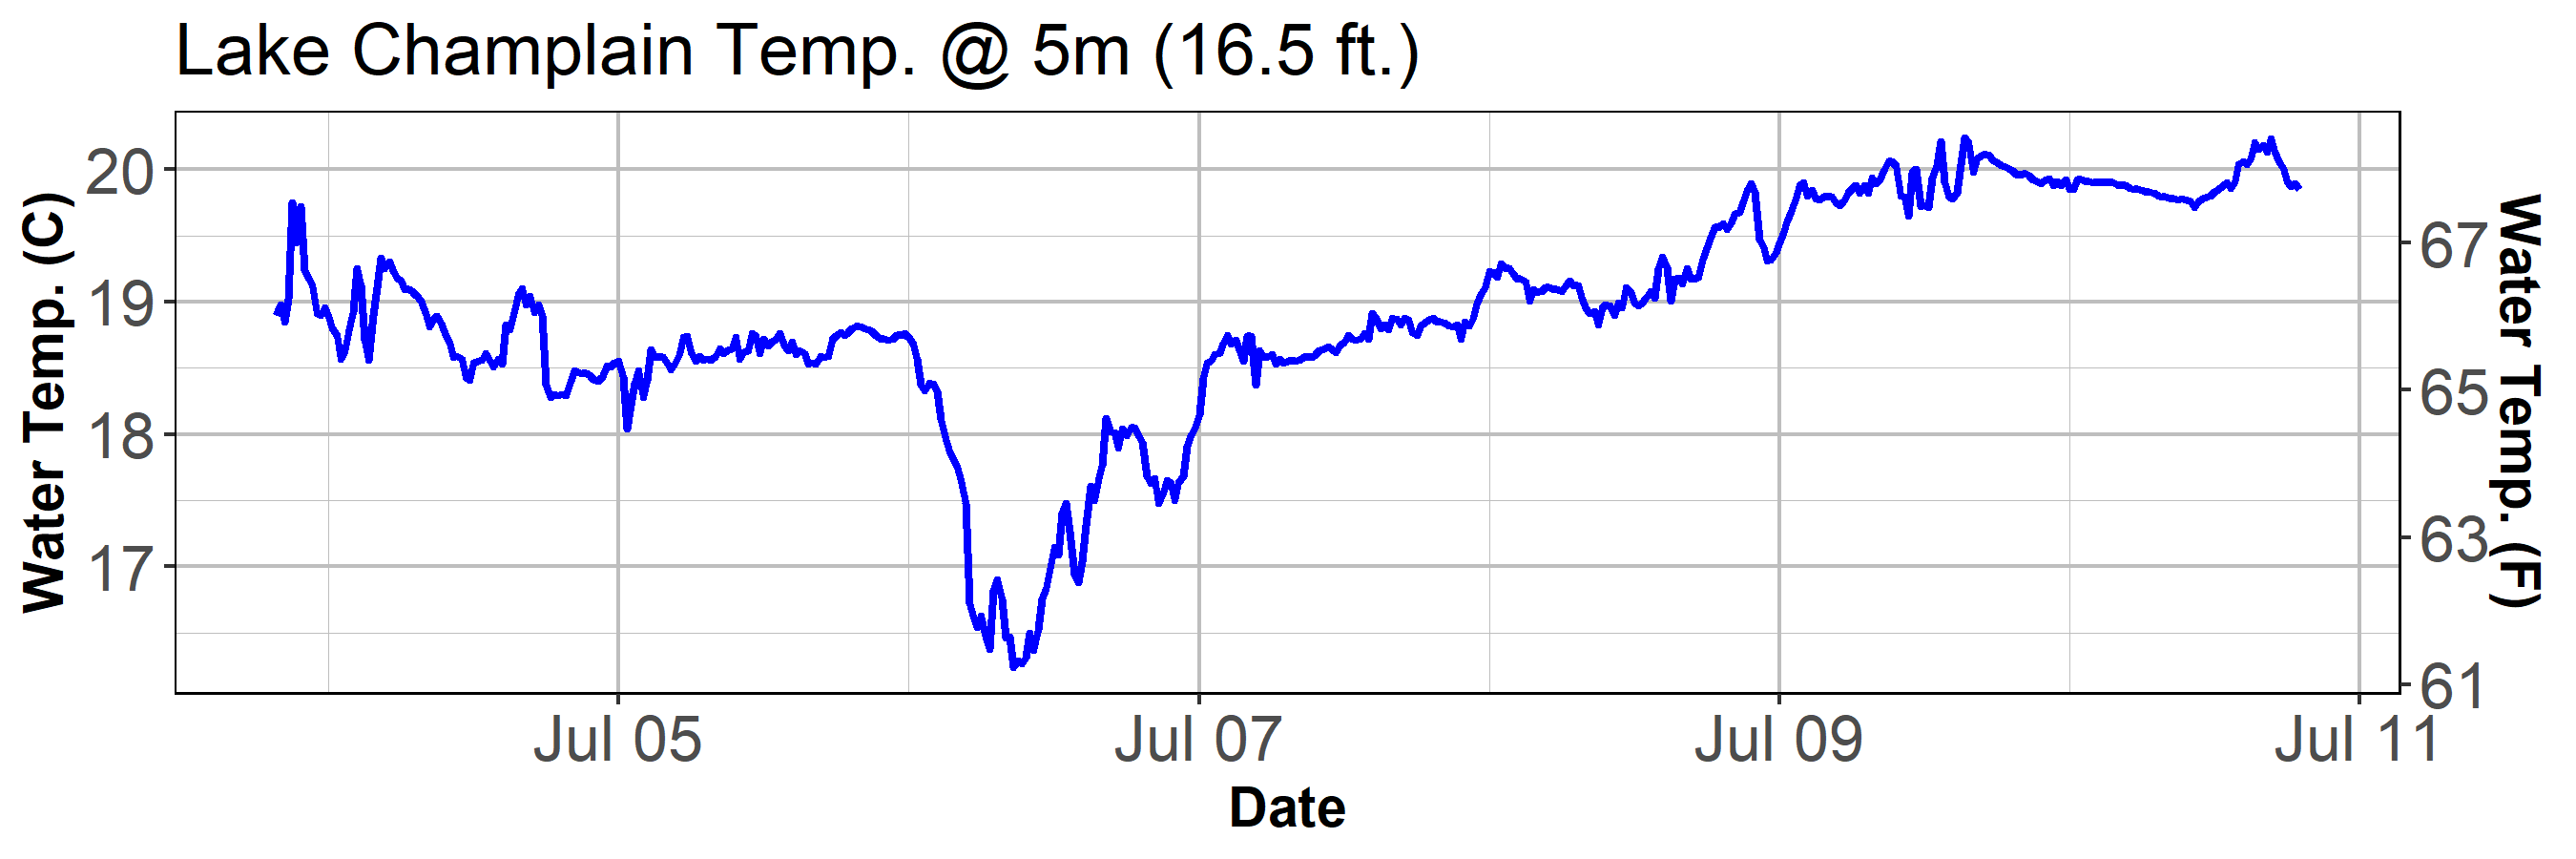 Lake Champlain Temp. @ 5m (16.5 ft.)
Water Temp. (C)
20
19
18
17
67
65
63
61
Water Temp. (F)
Jul 05
Jul 07
Jul 09
Jul 11
Date